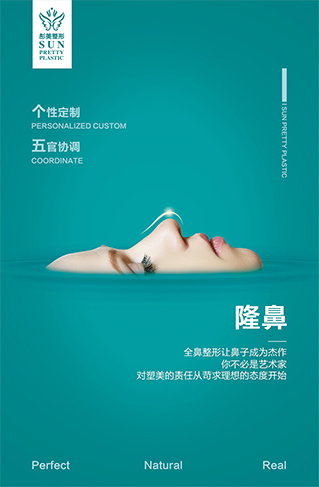 彤美整形
SUN
PRETTY
PLASTIC
个性定制
PERSONALIZED CUSTOM
五官协调
COORDINATE
I SUN PRETTY PLASTIC
隆鼻
全鼻整形让鼻子成为杰作
你不必是艺术家
对塑美的责任从苛求理想的态度开始
Perfect
Natural
Real